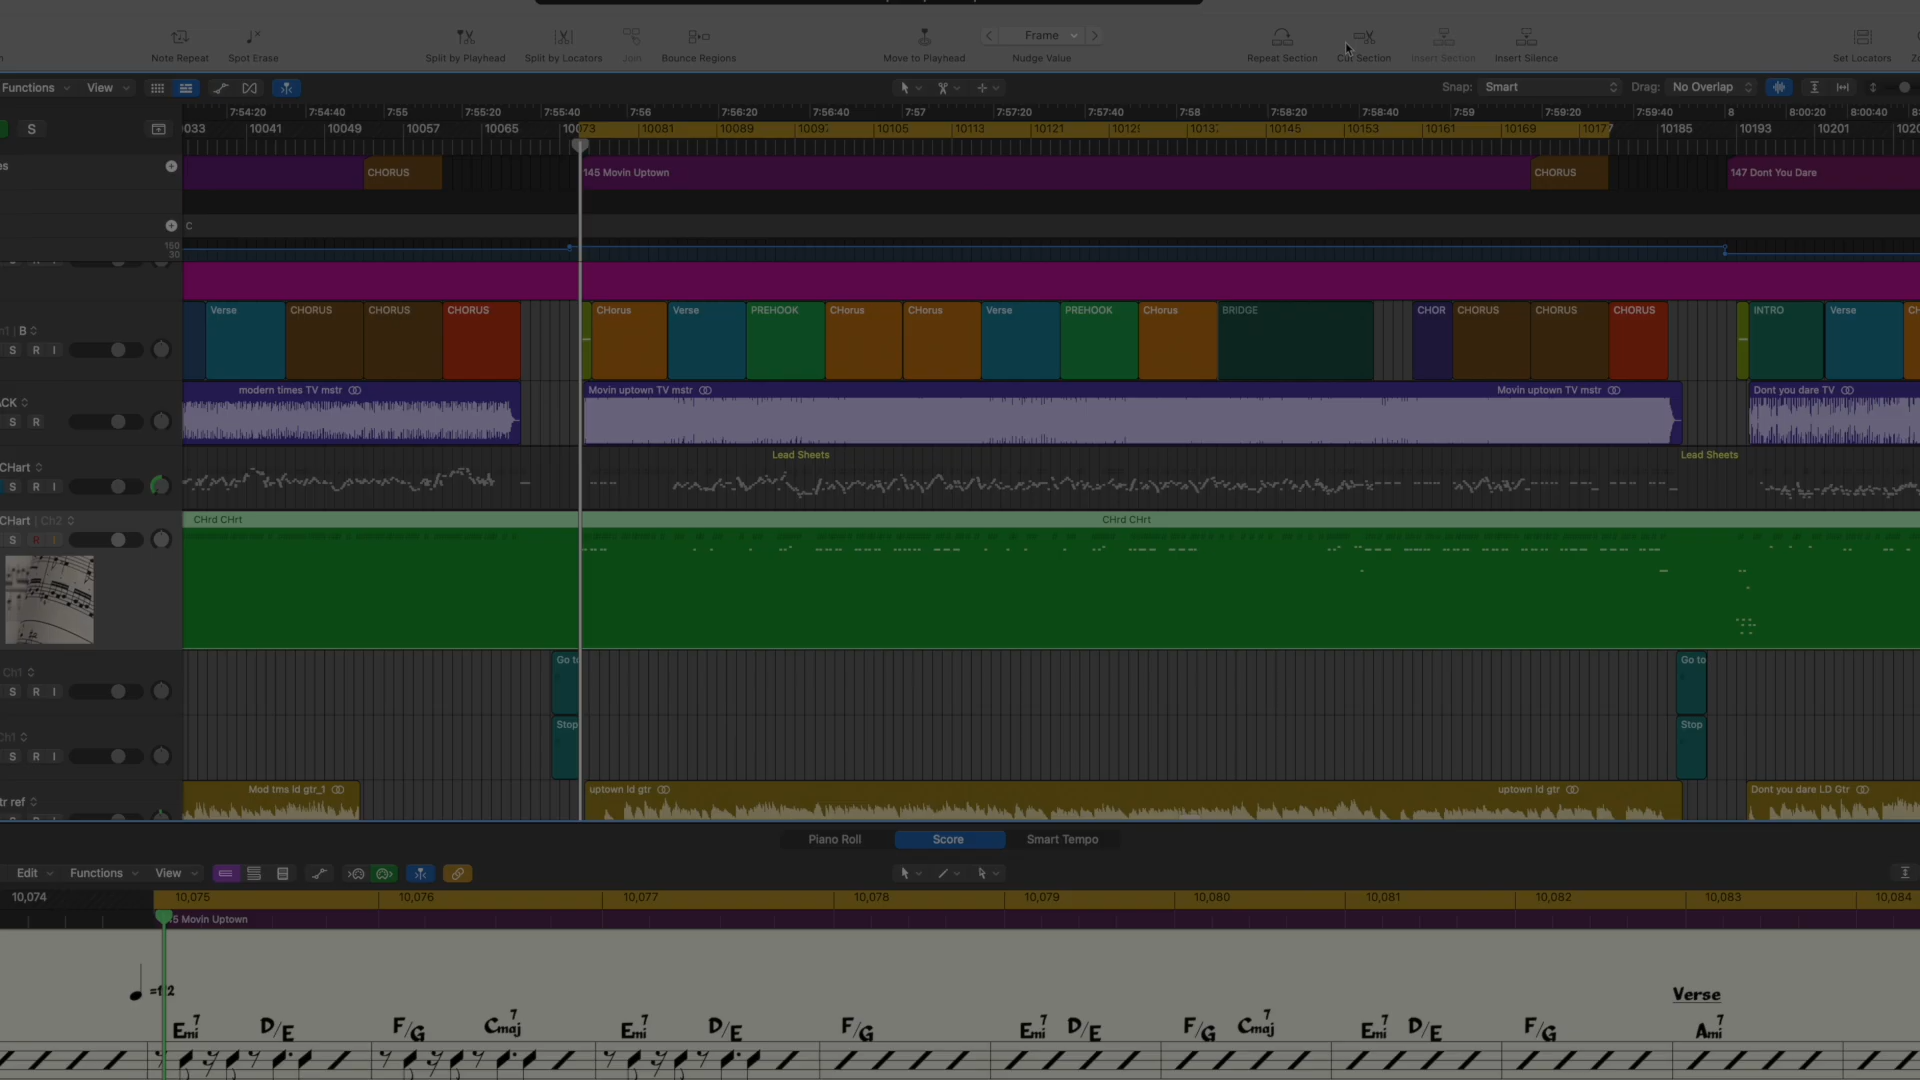 Frame
Note Repeat Spot Erase Split by Playhead Split by Locators Join Bounce Regions Move to Playhead Nudge Value Repeat Section Cut Section Insert Section Insert Silence Set Locators
Functions View Snap: Smart Drag: No Overlap
7:54:20 7:54:40 7:55 7:55:20 7:55:40 7:56 7:56:20 7:56:40 7:57 7:57:20 7:57:40 7:58 7:58:20 7:58:40 7:59 7:59:20 7:59:40 8 8:00:20 8:00:40
S 10041 10049 10057 10065 10081 10089 10105 10113 10121 10145 10153 10161 10169 10185 10193 10201
CHORUS 145 Movin Uptown CHORUS 147 Dont You Dare
C
150
30
Verse CHORUS CHORUS CHORUS CHorus Verse PREHOOK CHorus CHorus Verse PREHOOK CHorus BRIDGE CHOR CHORUS CHORUS CHORUS INTRO Verse
B
S R I
modern times TV mstr Movin uptown TV mstr Movin uptown TV mstr Dont you dare TV
ACK
S R
Lead Sheets Lead Sheets
CHart
S R I
CHart Ch2 CHrd CHrt CHrd CHrt
S R I
Go to Go to
Ch1
S R I
Stop Stop
Ch1
S R I
tr ref Mod tms ld gtr_1 uptown ld gtr uptown ld gtr Dont you dare LD Gtr
Piano Roll Score Smart Tempo
Edit Functions View
10,074 10,075 10,076 10,077 10,078 10,079 10,080 10,081 10,082 10,083 10,084
5 Movin Uptown
Verse
Emi7 D/E F/G Cmaj7 Emi7 D/E F/G Emi7 D/E F/G Cmaj7 Emi7 D/E F/G Ami7